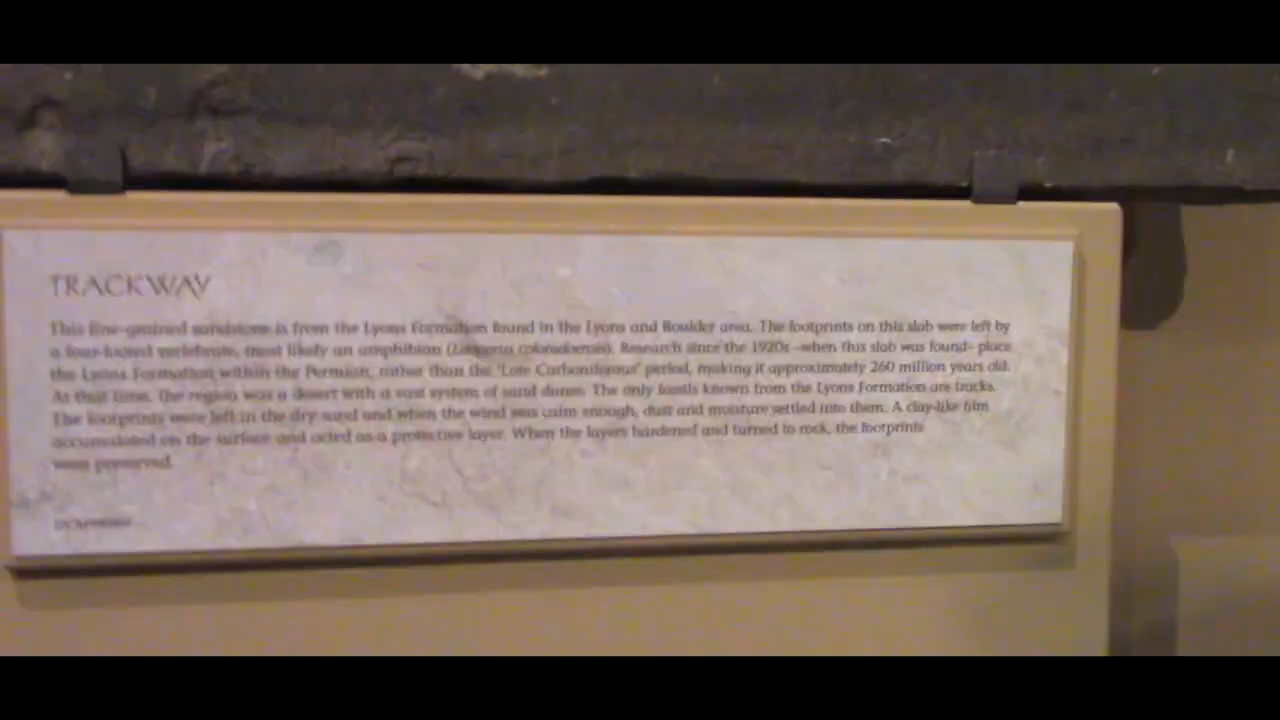 TRACKWAY
This fine-grained sandstone is from the Lyons Formation found in the Lyons and Boulder area. The footprints on this slab were left by
a four-footed vertebrate, most likely an amphibian (Laoporus coloradoensis). Research since the 1920s–when this slab was found–place
the Lyons Formation within the Permian, rather than the 'Late Carboniferous' period, making it approximately 260 million years old.
At that time, the region was a desert with a vast system of sand dunes. The only fossils known from the Lyons Formation are tracks.
The footprints were left in the dry sand and when the wind was calm enough, dust and moisture settled into them. A clay-like film
accumulated on the surface and acted as a protective layer. When the layers hardened and turned to rock, the footprints
were preserved.